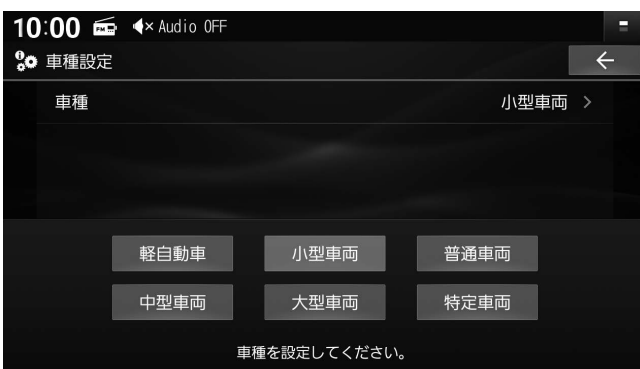 10:00 FM Audio OFF
車種設定
車種 小型車両
軽自動車 小型車両 普通車両
中型車両 大型車両 特定車両
車種を設定してください。